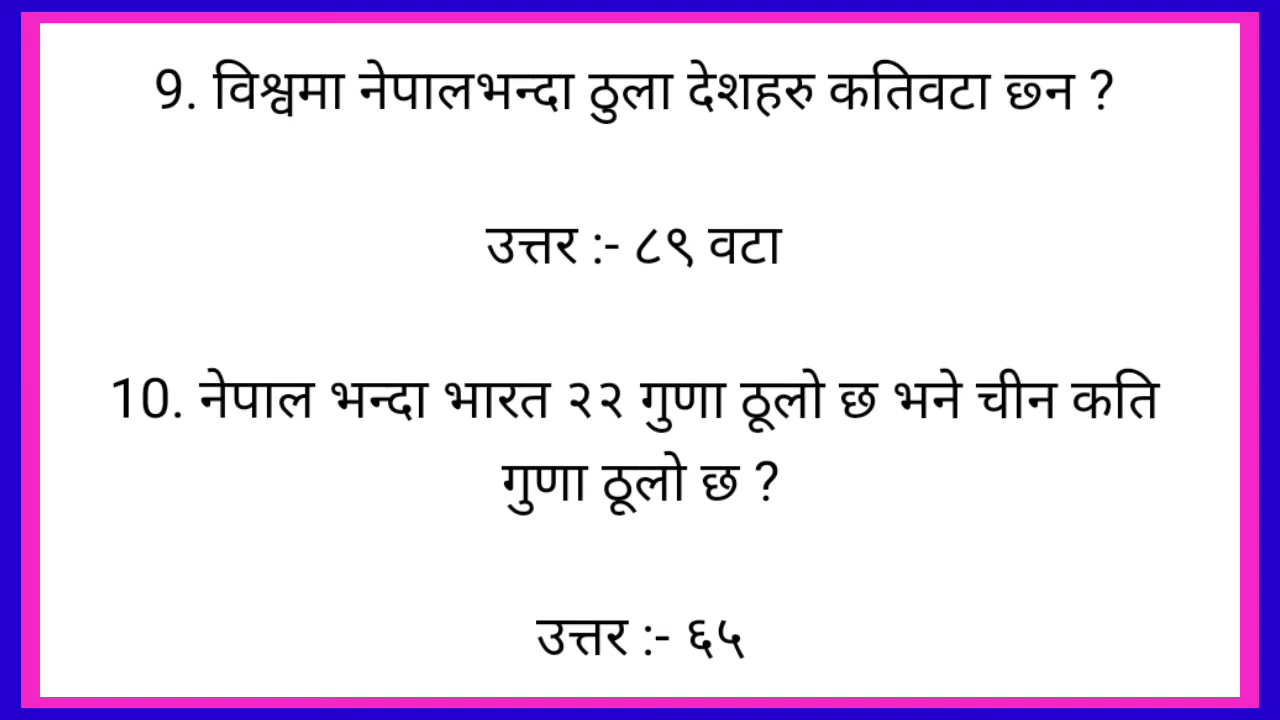 9. विश्वमा नेपालभन्दा ठुला देशहरु कतिवटा छ्न ?
उत्तर :- ८९ वटा
10. नेपाल भन्दा भारत २२ गुणा ठूलो छ भने चीन कति
गुणा ठूलो छ ?
उत्तर :- ६५